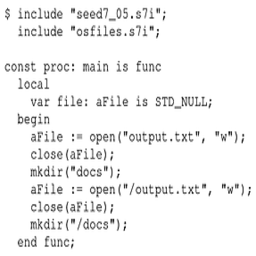 $ include "seed7_05.s7i";
  include "osfiles.s7i";

const proc: main is func
  local
    var file: aFile is STD_NULL;
  begin
    aFile := open("output.txt", "w");
    close(aFile);
    mkdir("docs");
    aFile := open("/output.txt", "w");
    close(aFile);
    mkdir("/docs");
  end func;